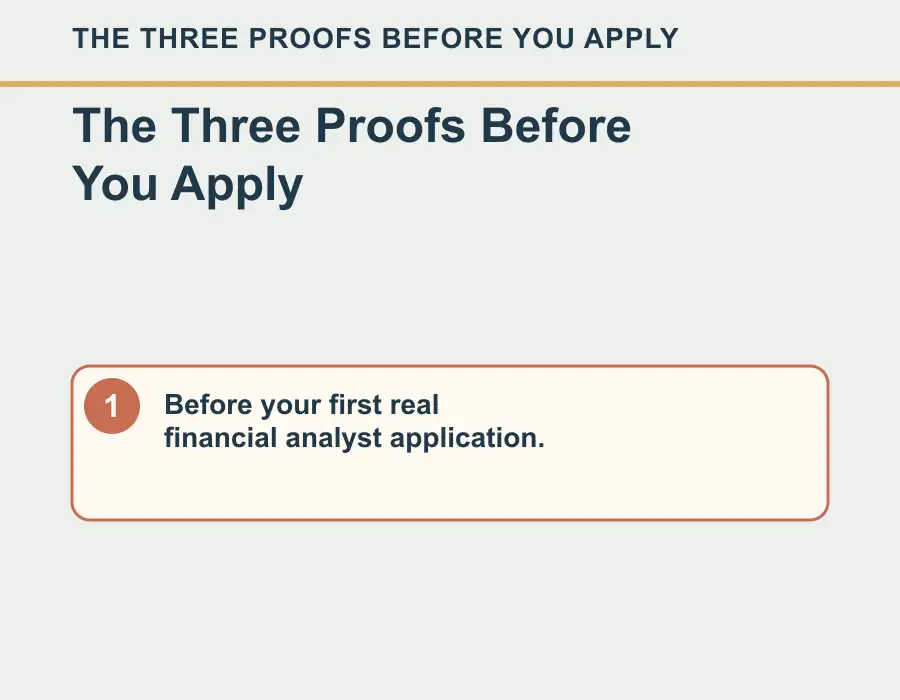 THE THREE PROOFS BEFORE YOU APPLY
The Three Proofs Before
You Apply
1
Before your first real
financial analyst application.